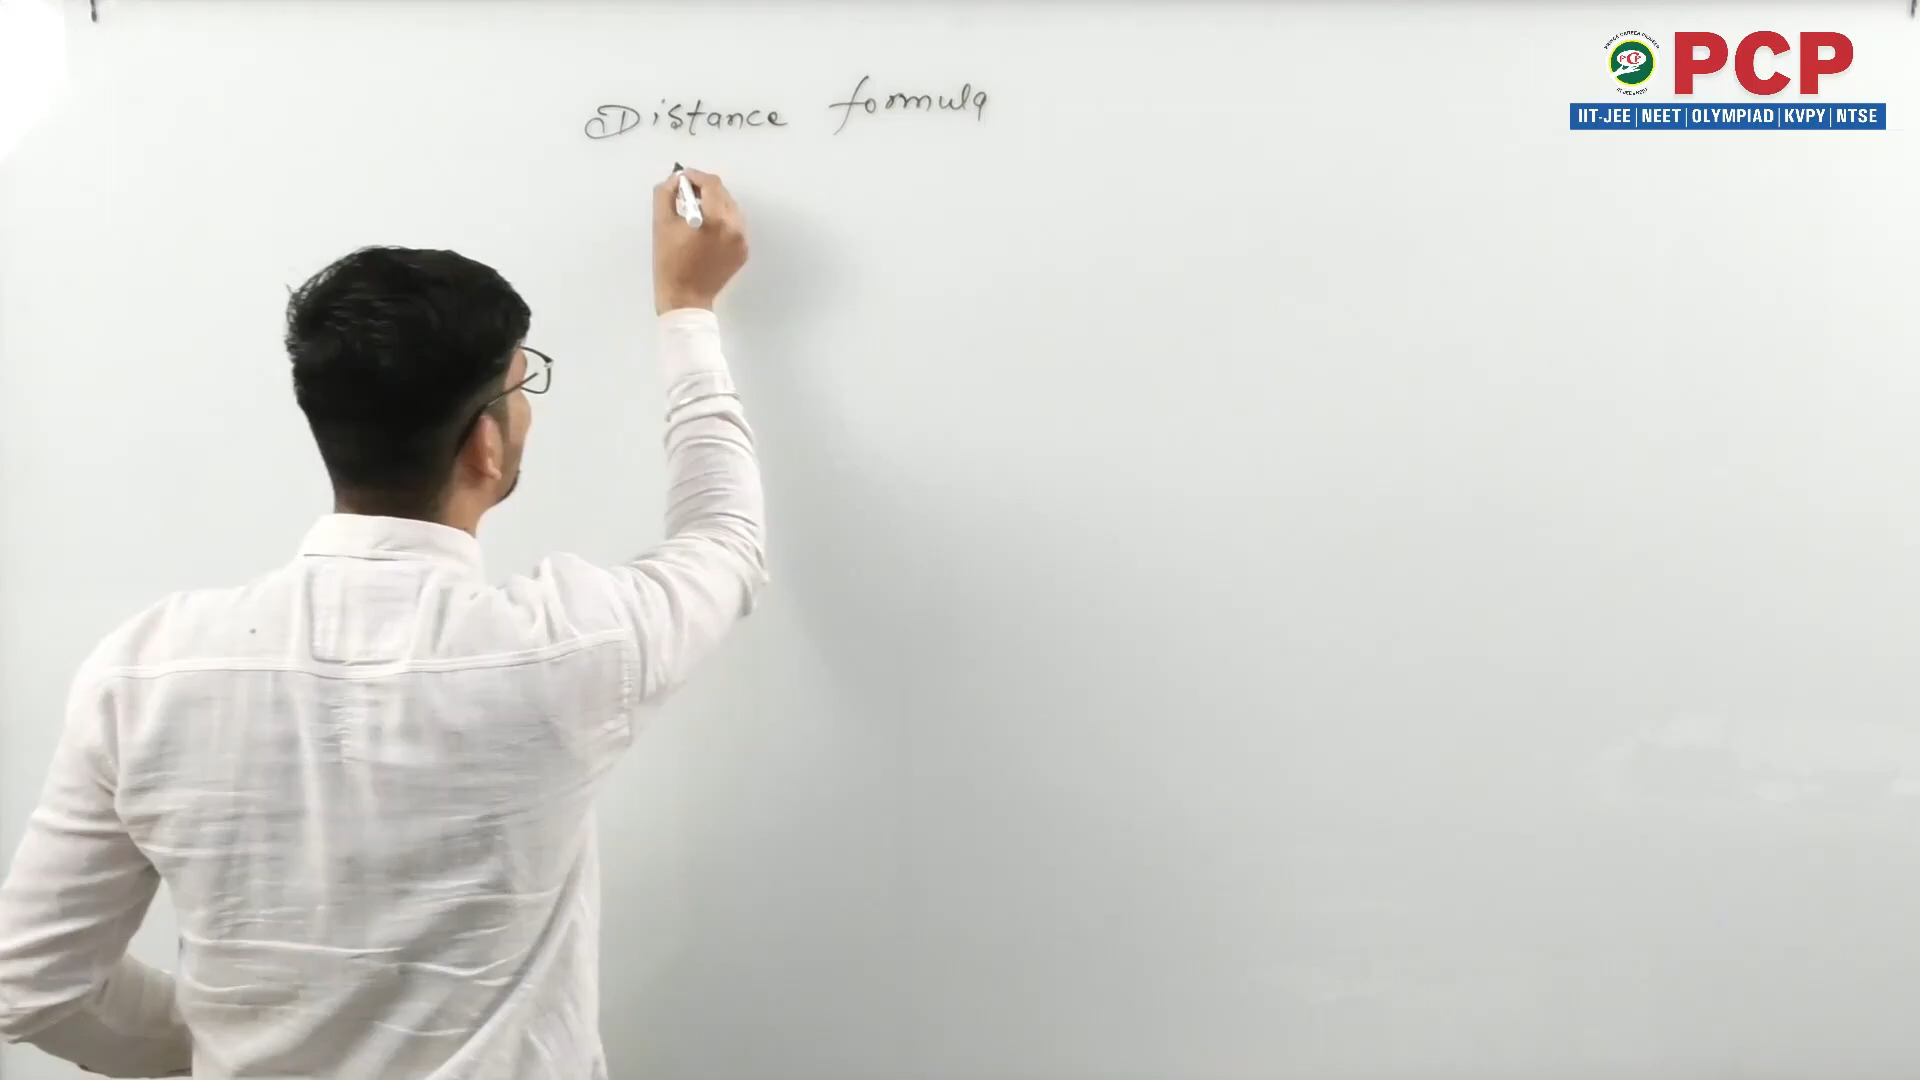 Distance formula
PCP
IIT-JEE | NEET | OLYMPIAD | KVPY | NTSE